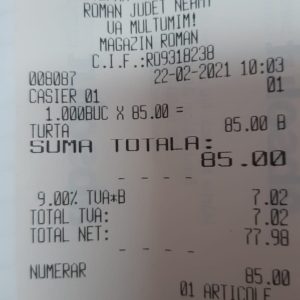 ROMAN JUDET NEAMT
VA MULTUMIM!
MAGAZIN ROMAN
C.I.F.:RO9318238
008087 22-02-2021 10:03
CASIER 01 01
1.000BUC X 85.00 =
TURTA 85.00 B
SUMA TOTALA:
85.00
- - - -
9.00% TVA*B 7.02
TOTAL TVA: 7.02
TOTAL NET: 77.98
- - - -
NUMERAR 85.00
01 ARTICOLE